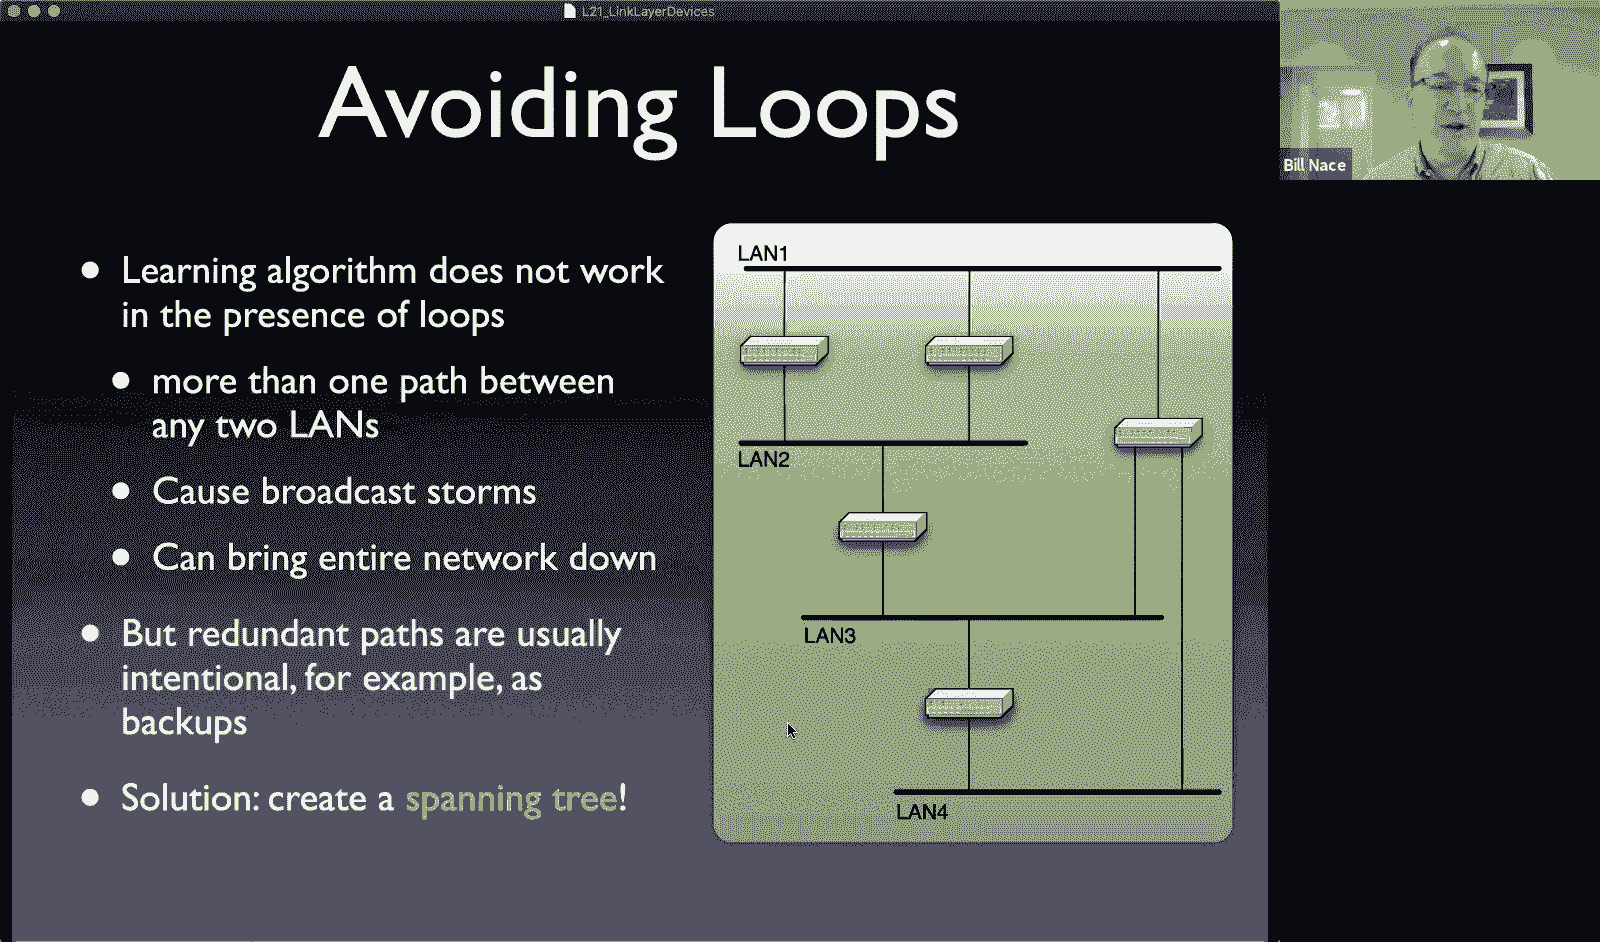 L21_LinkLayerDevices
Avoiding Loops
Bill Nace
• Learning algorithm does not work
in the presence of loops
• more than one path between
any two LANs
• Cause broadcast storms
• Can bring entire network down
• But redundant paths are usually
intentional, for example, as
backups
• Solution: create a spanning tree!
LAN1
LAN2
LAN3
LAN4